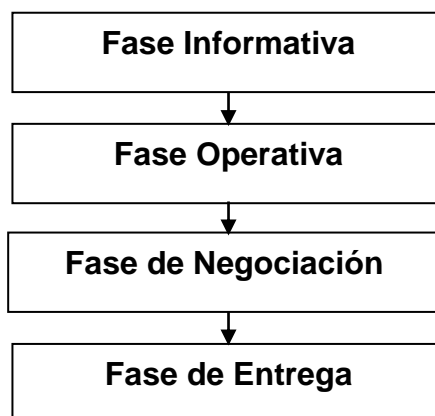 Fase Informativa
Fase Operativa
Fase de Negociación
Fase de Entrega